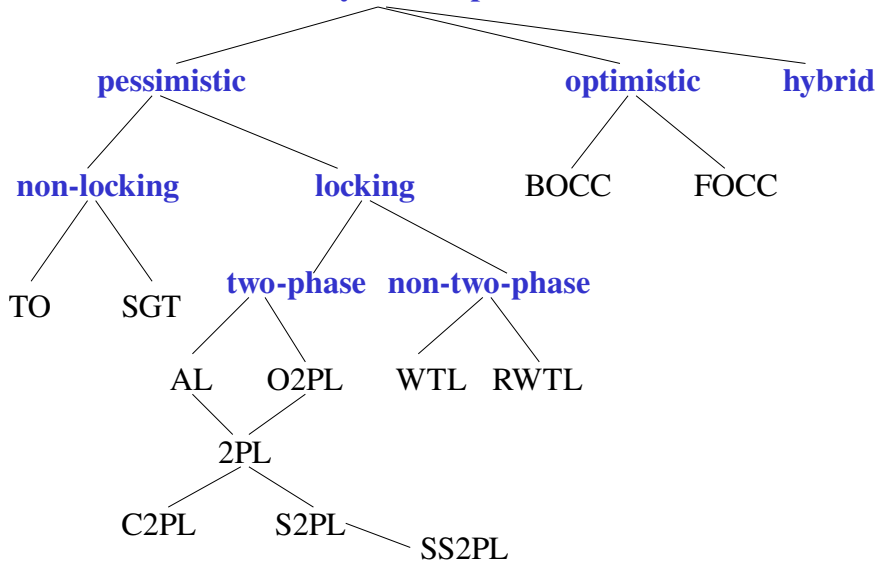 pessimistic optimistic hybrid
non-locking locking BOCC FOCC
two-phase non-two-phase
TO SGT
AL O2PL WTL RWTL
2PL
C2PL S2PL
SS2PL